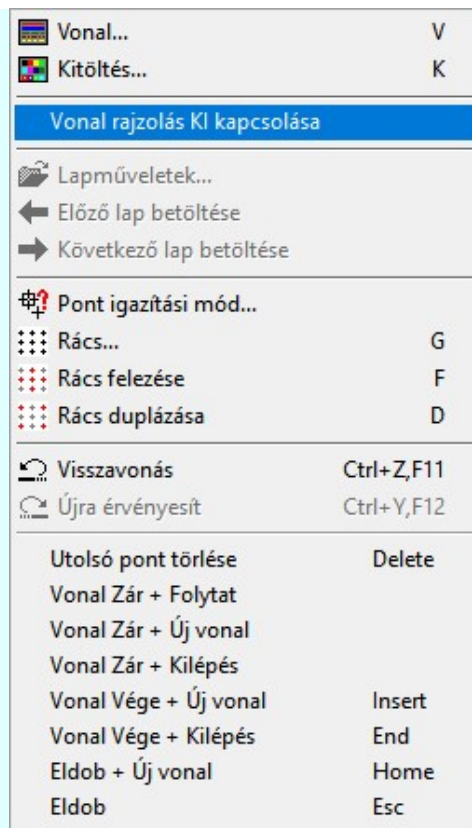 Vonal... V
Kitöltés... K
Vonal rajzolás KI kapcsolása
Lapműveletek...
Előző lap betöltése
Következő lap betöltése
Pont igazítási mód...
Rács... G
Rács felezése F
Rács duplázása D
Visszavonás Ctrl+Z,F11
Újra érvényesít Ctrl+Y,F12
Utolsó pont törlése Delete
Vonal Zár + Folytat
Vonal Zár + Új vonal
Vonal Zár + Kilépés
Vonal Vége + Új vonal Insert
Vonal Vége + Kilépés End
Eldob + Új vonal Home
Eldob Esc